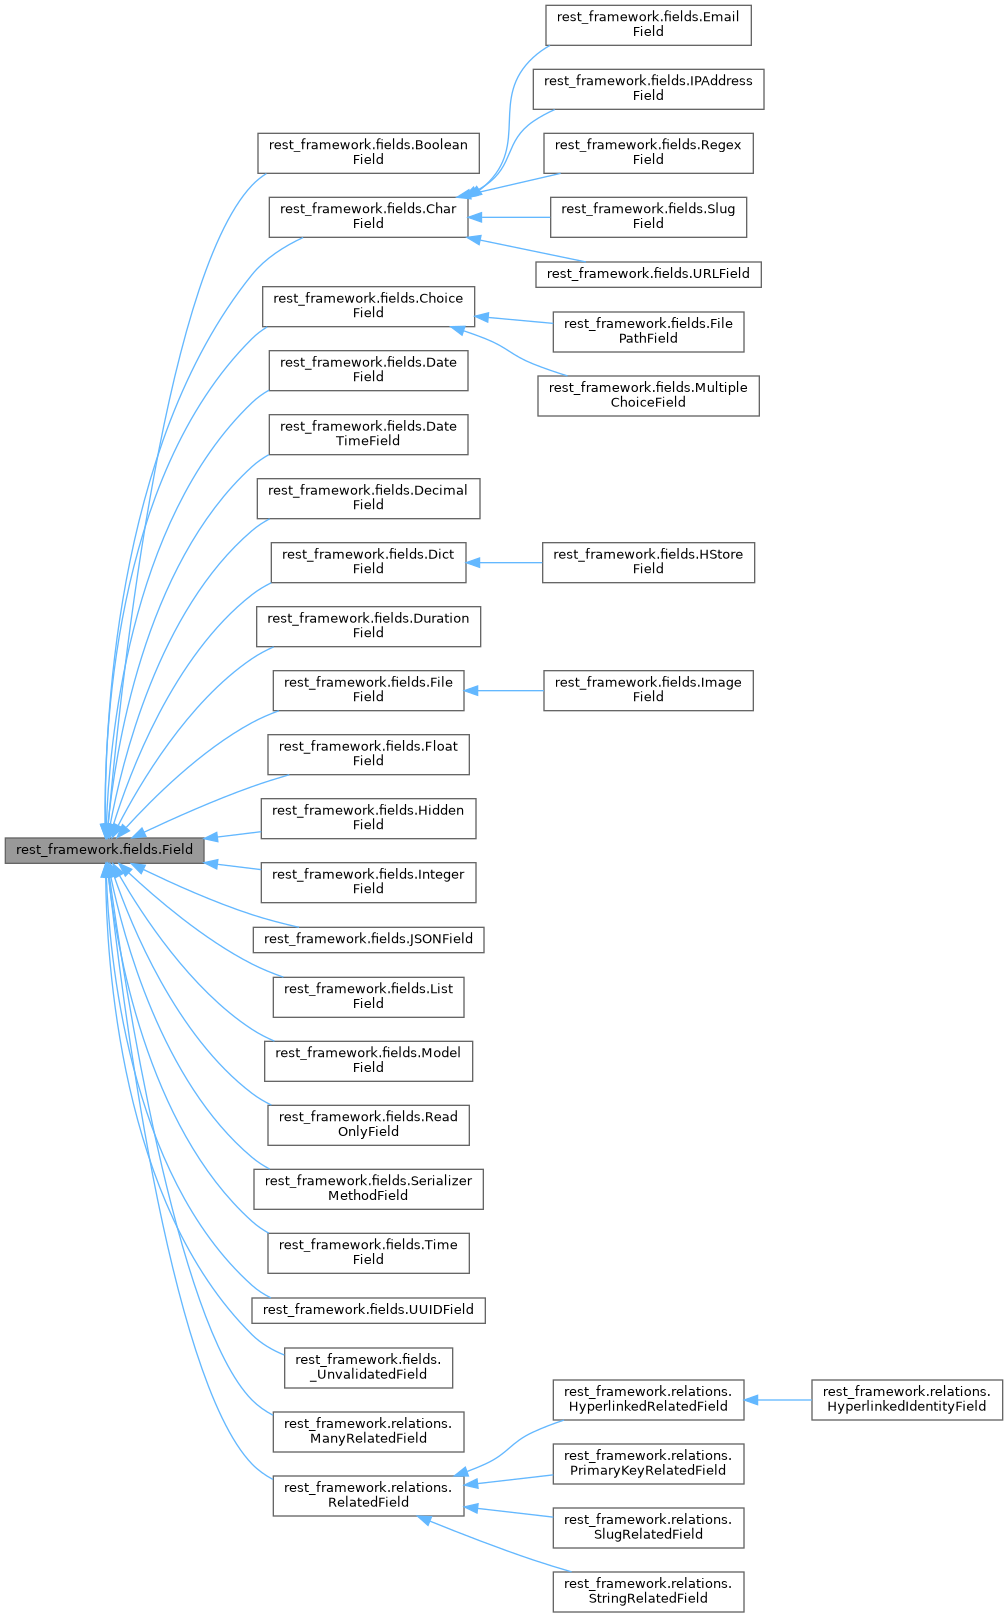 rest_framework.fields.Email
Field
rest_framework.fields.IPAddress
Field
rest_framework.fields.Boolean
Field
rest_framework.fields.Regex
Field
rest_framework.fields.Char
Field
rest_framework.fields.Slug
Field
rest_framework.fields.URLField
rest_framework.fields.Choice
Field
rest_framework.fields.File
PathField
rest_framework.fields.Date
Field
rest_framework.fields.Multiple
ChoiceField
rest_framework.fields.Date
TimeField
rest_framework.fields.Decimal
Field
rest_framework.fields.Dict
Field
rest_framework.fields.HStore
Field
rest_framework.fields.Duration
Field
rest_framework.fields.File
Field
rest_framework.fields.Image
Field
rest_framework.fields.Float
Field
rest_framework.fields.Hidden
Field
rest_framework.fields.Field
rest_framework.fields.Integer
Field
rest_framework.fields.JSONField
rest_framework.fields.List
Field
rest_framework.fields.Model
Field
rest_framework.fields.Read
OnlyField
rest_framework.fields.Serializer
MethodField
rest_framework.fields.Time
Field
rest_framework.fields.UUIDField
rest_framework.fields.
_UnvalidatedField
rest_framework.relations.
HyperlinkedRelatedField
rest_framework.relations.
HyperlinkedIdentityField
rest_framework.relations.
ManyRelatedField
rest_framework.relations.
PrimaryKeyRelatedField
rest_framework.relations.
RelatedField
rest_framework.relations.
SlugRelatedField
rest_framework.relations.
StringRelatedField